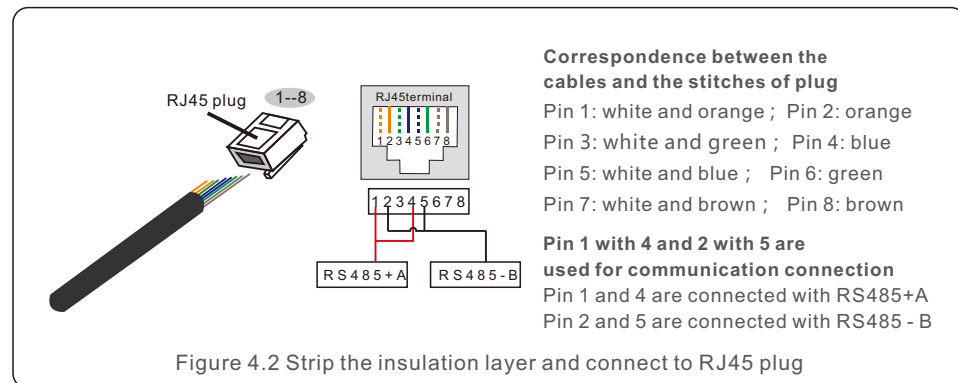 RJ45 plug
1--8
RJ45terminal
12345678
12345678
RS485+A
RS485-B
Correspondence between the
cables and the stitches of plug
Pin 1: white and orange ; Pin 2: orange
Pin 3: white and green ; Pin 4: blue
Pin 5: white and blue ; Pin 6: green
Pin 7: white and brown ; Pin 8: brown
Pin 1 with 4 and 2 with 5 are
used for communication connection
Pin 1 and 4 are connected with RS485+A
Pin 2 and 5 are connected with RS485 - B
Figure 4.2 Strip the insulation layer and connect to RJ45 plug